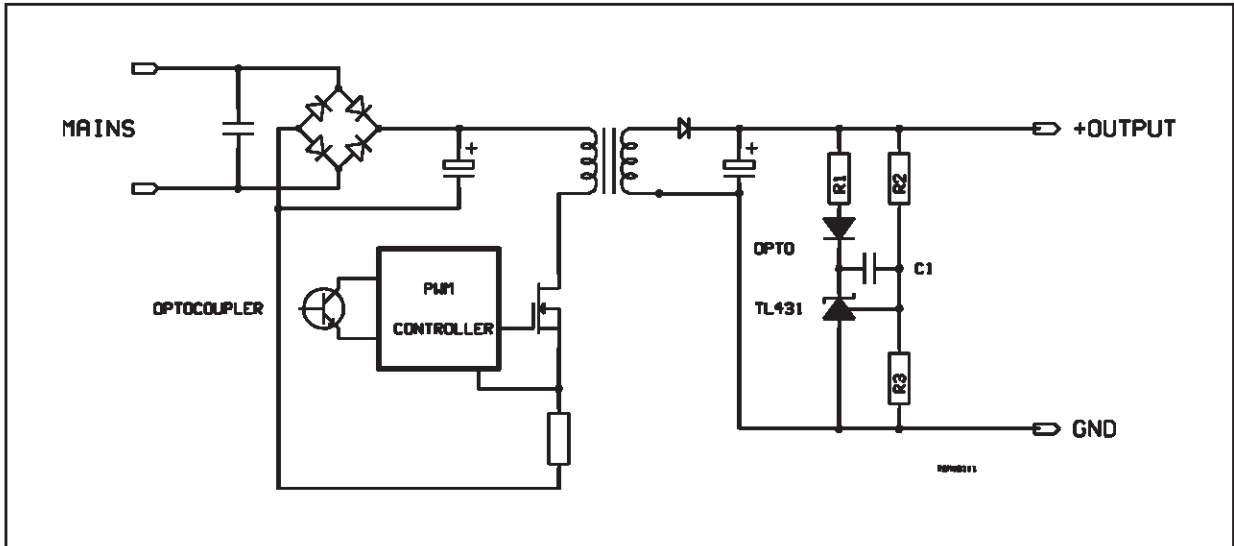 MAINS
+
+
+OUTPUT
R1
R2
OPTO
C1
OPTOCOUPLER
PWM
CONTROLLER
TL431
R3
GND